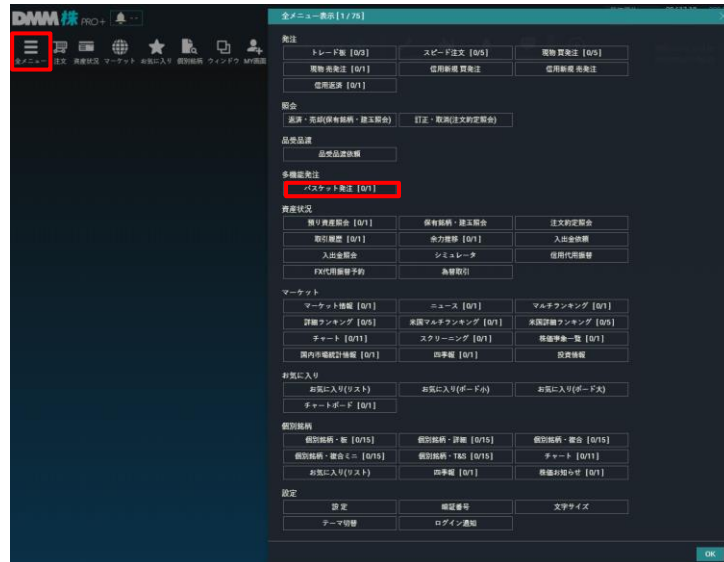 DMM 株 PRO+
全メニュー 注文 資産状況 マーケット お気に入り 個別銘柄 ウィンドウ MY画面
全メニュー表示 [1/75]
発注
トレード板 [0/3] スピード注文 [0/5] 現物 買発注 [0/5]
現物 売発注 [0/1] 信用新規 買発注 信用新規 売発注
信用返済 [0/1]
照会
返済・売却(保有銘柄・建玉照会) 訂正・取消(注文約定照会)
品受品渡
品受品渡依頼
多機能発注
バスケット発注 [0/1]
資産状況
預り資産照会 [0/1] 保有銘柄・建玉照会 注文約定照会
取引履歴 [0/1] 余力推移 [0/1] 入出金依頼
入出金照会 シミュレータ 信用代用振替
FX代用振替予約 為替取引
マーケット
マーケット情報 [0/1] ニュース [0/1] マルチランキング [0/1]
詳細ランキング [0/5] 米国マルチランキング [0/1] 米国詳細ランキング [0/5]
チャート [0/11] スクリーニング [0/1] 株価早象一覧 [0/1]
国内市場統計情報 [0/1] 四季報 [0/1] 投資情報
お気に入り
お気に入り(リスト) お気に入り(ボード小) お気に入り(ボード大)
チャートボード [0/1]
個別銘柄
個別銘柄・板 [0/15] 個別銘柄・詳細 [0/15] 個別銘柄・複合 [0/15]
個別銘柄・複合ミニ [0/15] 個別銘柄・T&S [0/15] チャート [0/11]
お気に入り(リスト) 四季報 [0/1] 株価お知らせ [0/1]
設定
設定 暗証番号 文字サイズ
テーマ切替 ログイン通知
OK